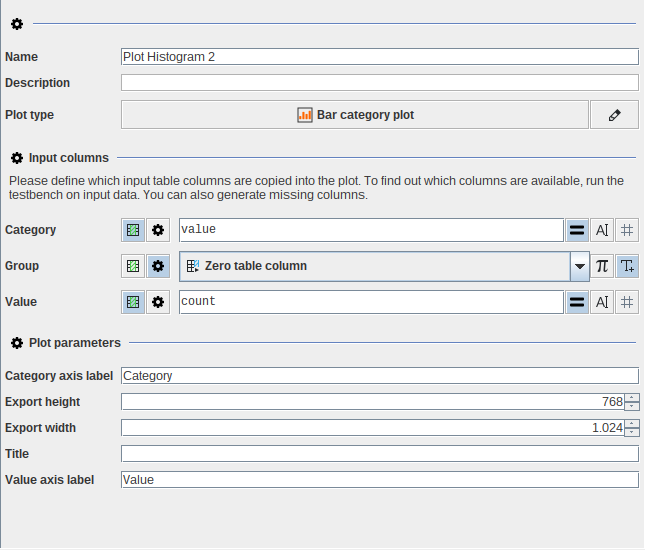 Name
Plot Histogram 2
Description
Plot type
Bar category plot
Input columns
Please define which input table columns are copied into the plot. To find out which columns are available, run the
testbench on input data. You can also generate missing columns.
Category
value
Group
Zero table column
Value
count
Plot parameters
Category axis label
Category
Export height
768
Export width
1.024
Title
Value axis label
Value